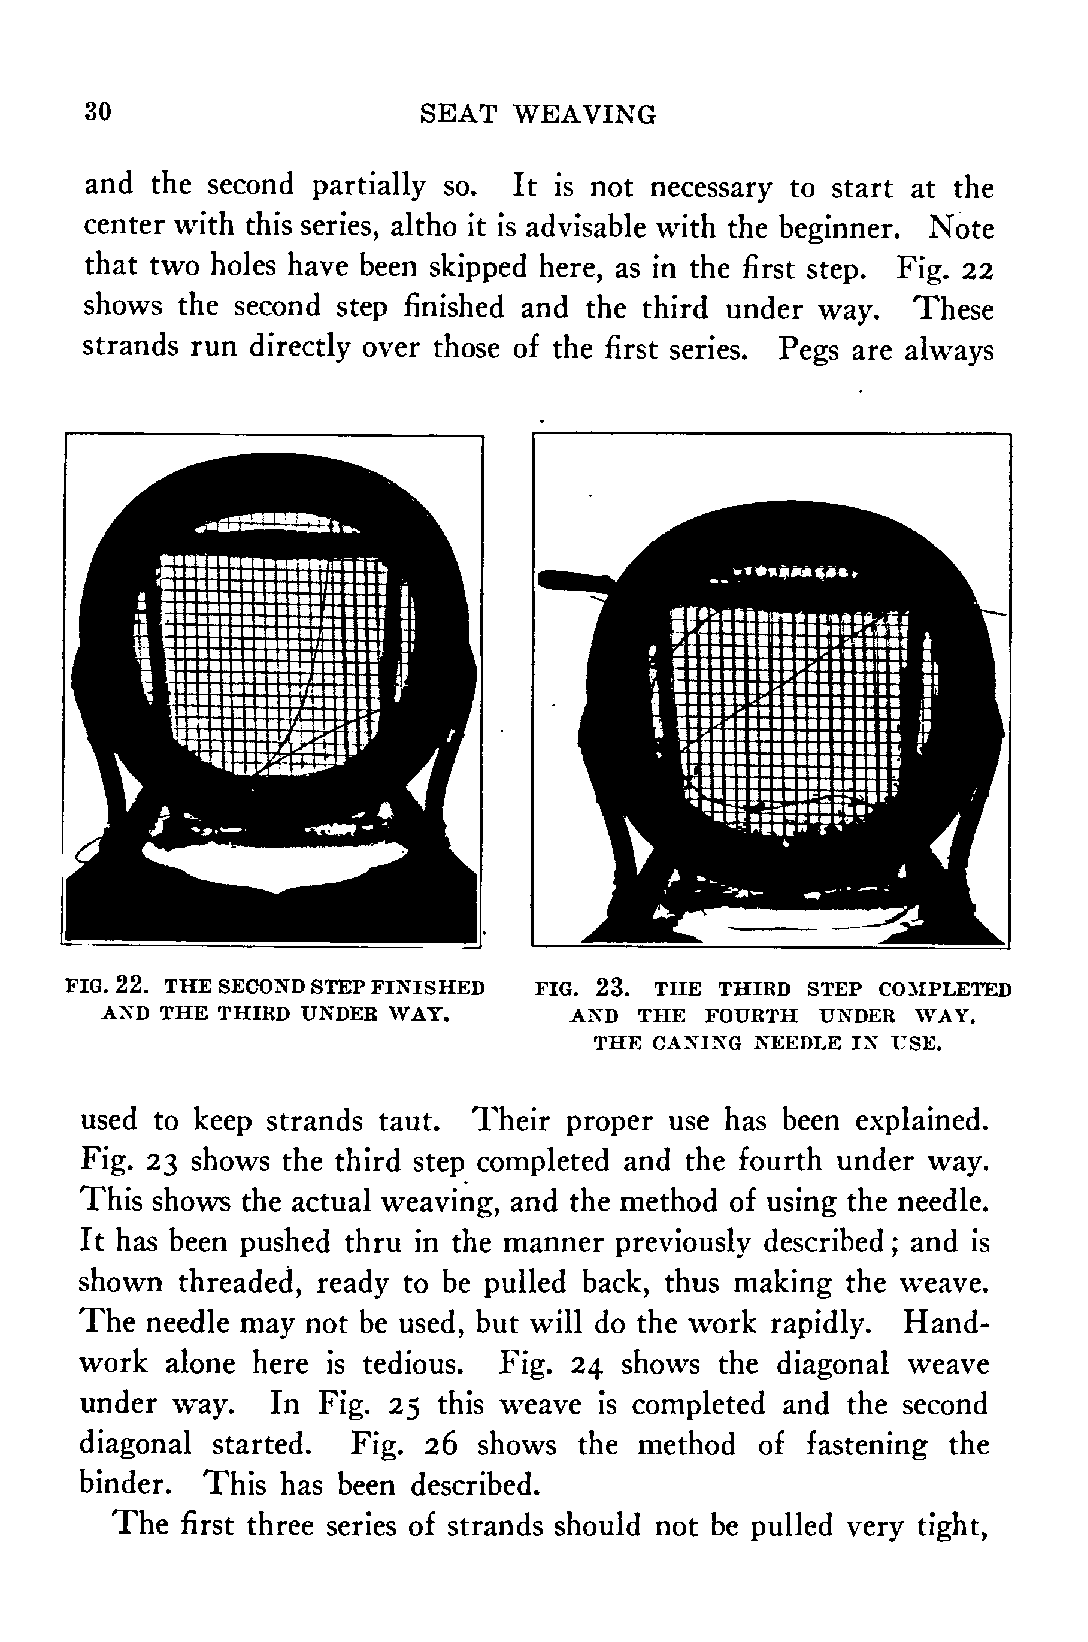 30 SEAT WEAVING
and the second partially so. It is not necessary to start at the
center with this series, altho it is advisable with the beginner. Note
that two holes have been skipped here, as in the first step. Fig. 22
shows the second step finished and the third under way. These
strands run directly over those of the first series. Pegs are always
FIG. 22. THE SECOND STEP FINISHED
AND THE THIRD UNDER WAY.
FIG. 23. THE THIRD STEP COMPLETED
AND THE FOURTH UNDER WAY.
THE CANING NEEDLE IN USE.
used to keep strands taut. Their proper use has been explained.
Fig. 23 shows the third step completed and the fourth under way.
This shows the actual weaving, and the method of using the needle.
It has been pushed thru in the manner previously described; and is
shown threaded, ready to be pulled back, thus making the weave.
The needle may not be used, but will do the work rapidly. Hand-
work alone here is tedious. Fig. 24 shows the diagonal weave
under way. In Fig. 25 this weave is completed and the second
diagonal started. Fig. 26 shows the method of fastening the
binder. This has been described.
The first three series of strands should not be pulled very tight,